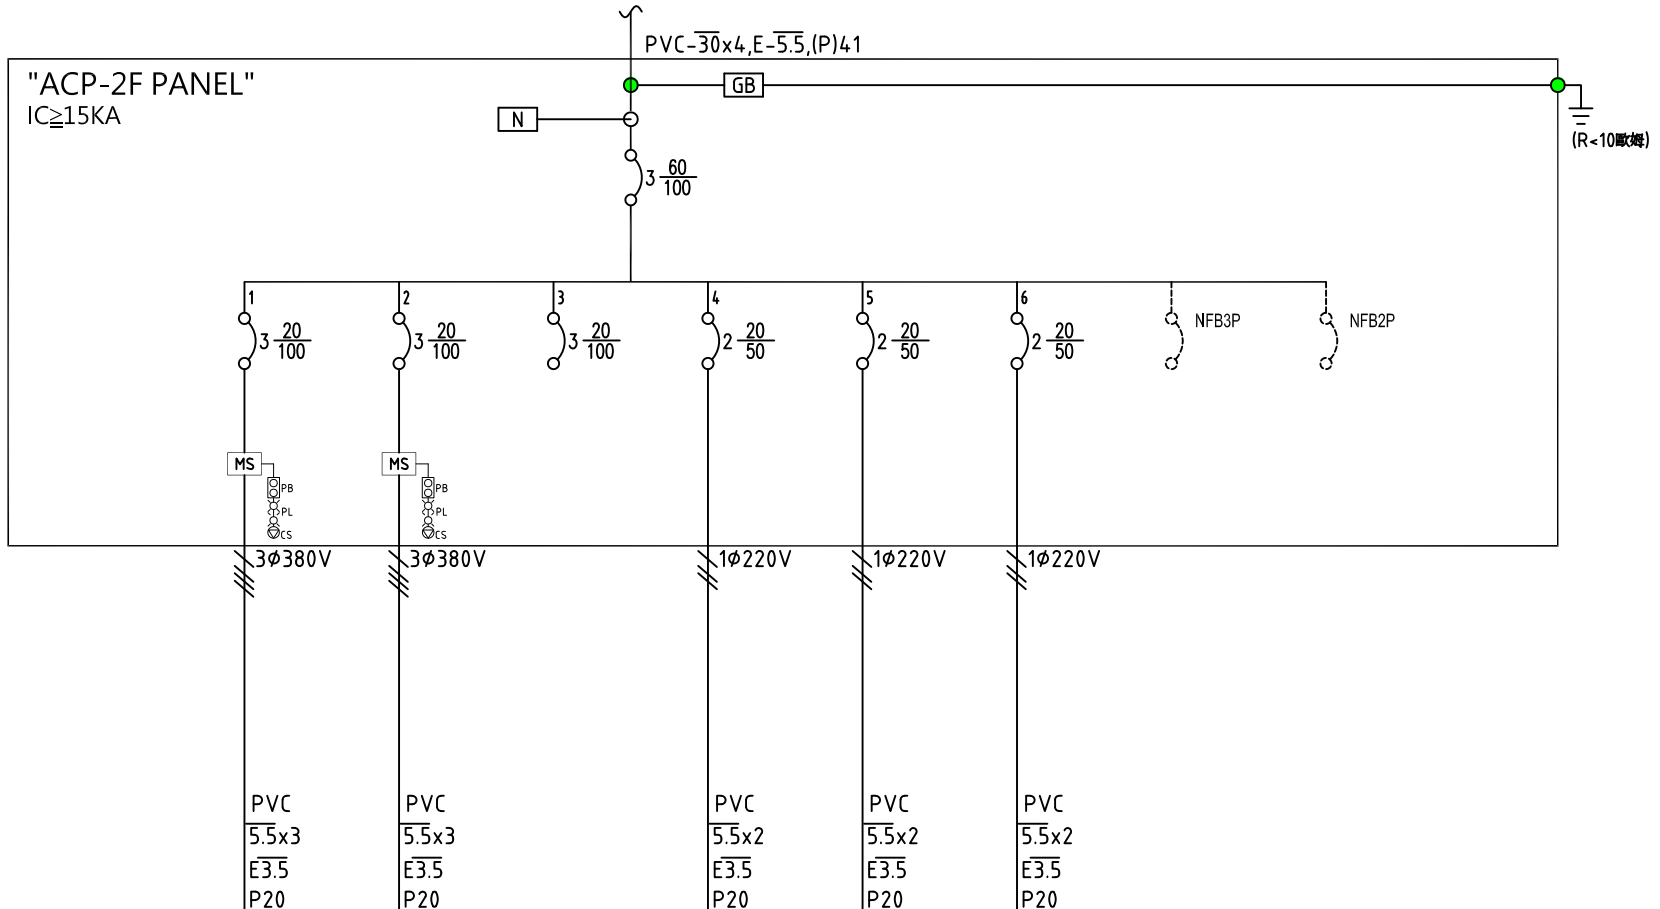 PVC-30x4,E-5.5,(P)41
"ACP-2F PANEL"
IC≧15KA
GB
N
(R<10歐姆)
3 60/100
1
2
3
4
5
6
3 20/100
3 20/100
3 20/100
2 20/50
2 20/50
2 20/50
NFB3P
NFB2P
MS
MS
PB
PB
PL
PL
CS
CS
3φ380V
3φ380V
1φ220V
1φ220V
1φ220V
PVC
PVC
PVC
PVC
PVC
5.5x3
5.5x3
5.5x2
5.5x2
5.5x2
E3.5
E3.5
E3.5
E3.5
E3.5
P20
P20
P20
P20
P20